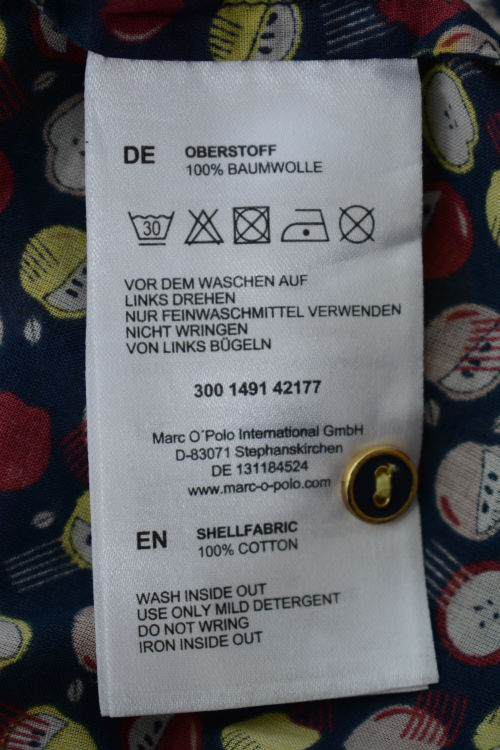 DE OBERSTOFF
100% BAUMWOLLE
30
VOR DEM WASCHEN AUF
LINKS DREHEN
NUR FEINWASCHMITTEL VERWENDEN
NICHT WRINGEN
VON LINKS BÜGELN
300 1491 42177
Marc O´Polo International GmbH
D-83071 Stephanskirchen
DE 131184524
www.marc-o-polo.com
EN SHELLFABRIC
100% COTTON
WASH INSIDE OUT
USE ONLY MILD DETERGENT
DO NOT WRING
IRON INSIDE OUT